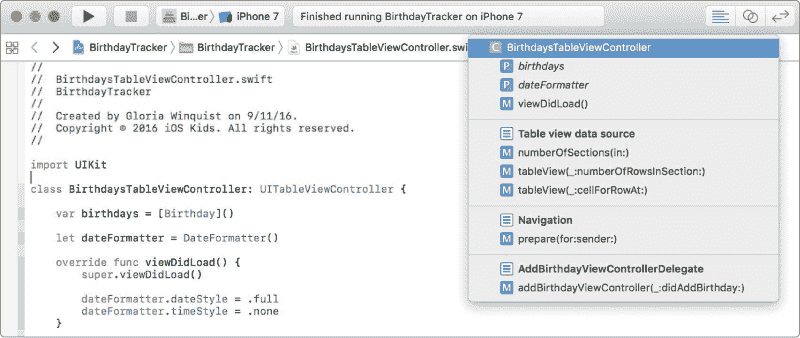 Bi...er
iPhone 7
Finished running BirthdayTracker on iPhone 7
BirthdayTracker
BirthdayTracker
BirthdaysTableViewController.swi
//
//  BirthdaysTableViewController.swift
//  BirthdayTracker
//
//  Created by Gloria Winquist on 9/11/16.
//  Copyright © 2016 iOS Kids. All rights reserved.
//
import UIKit
class BirthdaysTableViewController: UITableViewController {
var birthdays = [Birthday]()
let dateFormatter = DateFormatter()
override func viewDidLoad() {
super.viewDidLoad()
dateFormatter.dateStyle = .full
dateFormatter.timeStyle = .none
}
C BirthdaysTableViewController
P birthdays
P dateFormatter
M viewDidLoad()
Table view data source
M numberOfSections(in:)
M tableView(_:numberOfRowsInSection:)
M tableView(_:cellForRowAt:)
Navigation
M prepare(for:sender:)
AddBirthdayViewControllerDelegate
M addBirthdayViewController(_:didAddBirthday:)